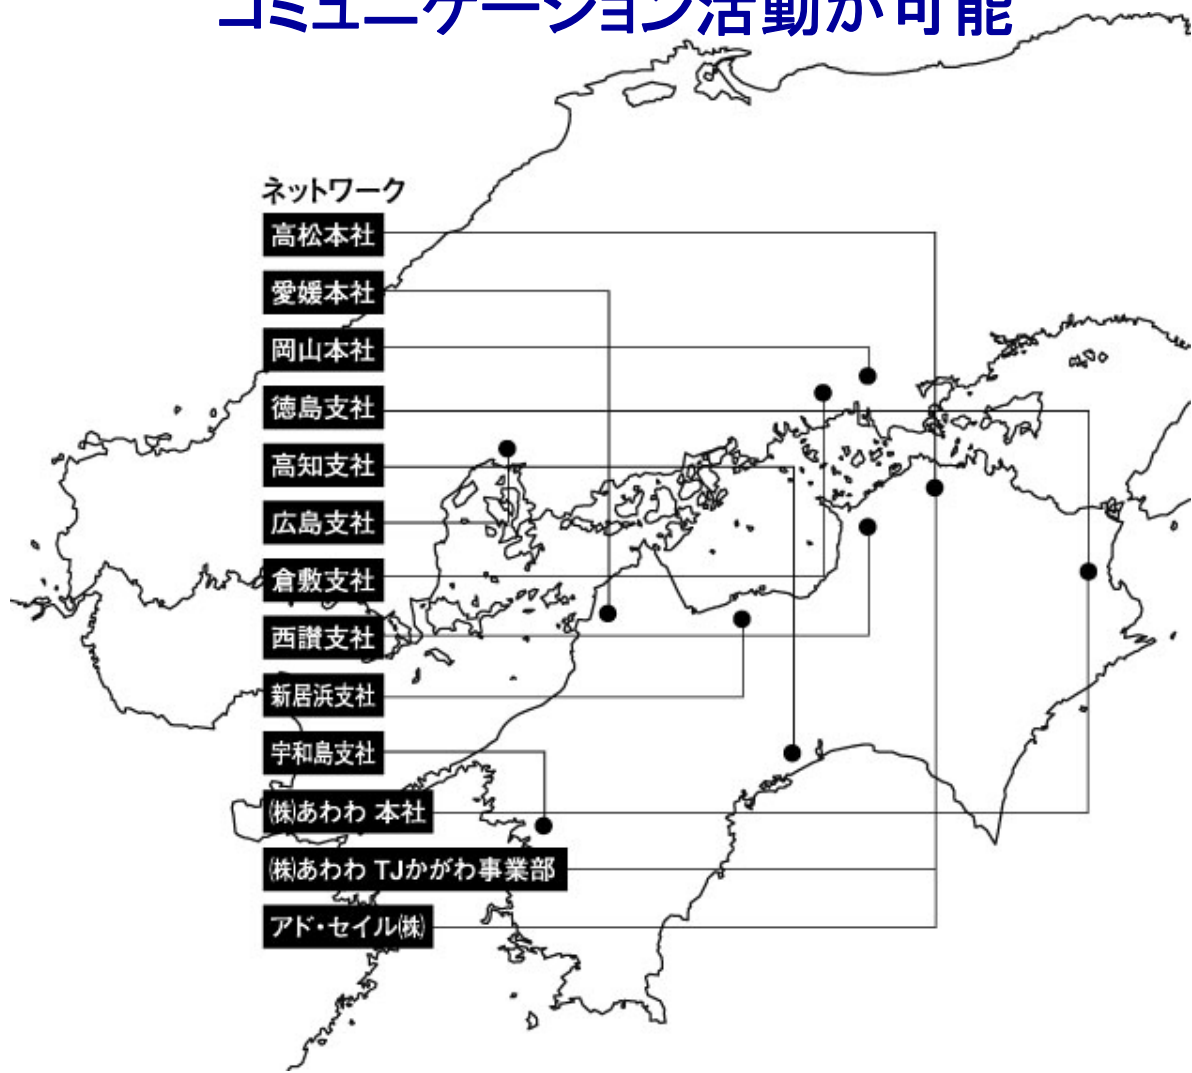 コミュニケーション活動が可能
ネットワーク
高松本社
愛媛本社
岡山本社
徳島支社
高知支社
広島支社
倉敷支社
西讃支社
新居浜支社
宇和島支社
㈱あわわ 本社
㈱あわわ TJかがわ事業部
アド・セイル㈱